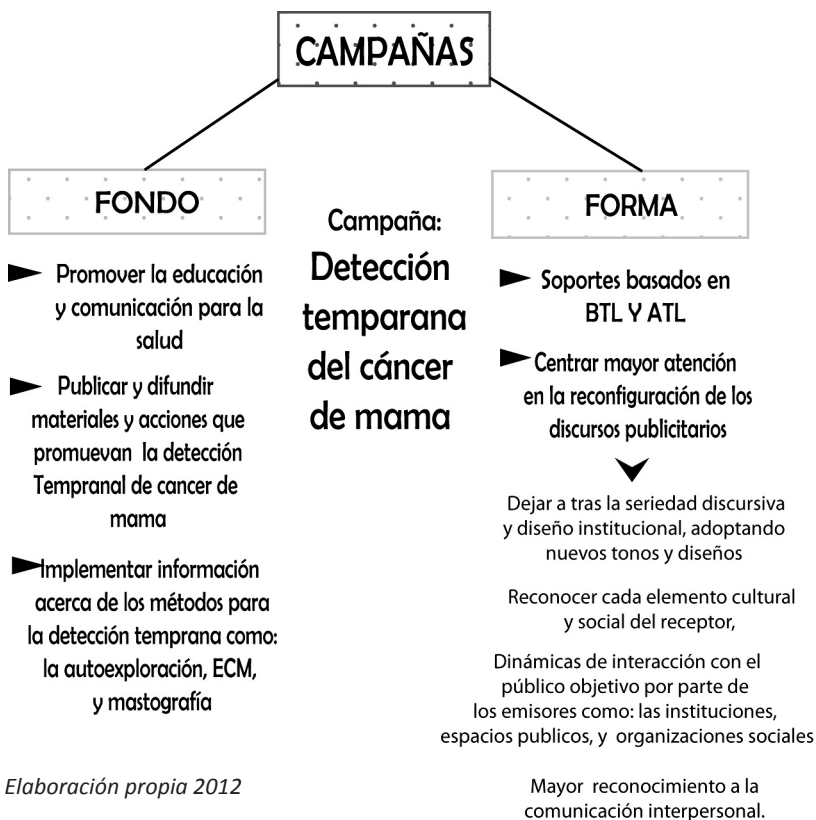 CAMPAÑAS
FONDO
Promover la educación
y comunicación para la
salud
Publicar y difundir
materiales y acciones que
promuevan la detección
Tempranal de cancer de
mama
Implementar información
acerca de los métodos para
la detección temprana como:
la autoexploración, ECM,
y mastografía
Campaña:
Detección
temparana
del cáncer
de mama
FORMA
Soportes basados en
BTL Y ATL
Centrar mayor atención
en la reconfiguración de los
discursos publicitarios
Dejar a tras la seriedad discursiva
y diseño institucional, adoptando
nuevos tonos y diseños
Reconocer cada elemento cultural
y social del receptor,
Dinámicas de interacción con el
público objetivo por parte de
los emisores como: las instituciones,
espacios publicos, y organizaciones sociales
Mayor reconocimiento a la
comunicación interpersonal.
Elaboración propia 2012